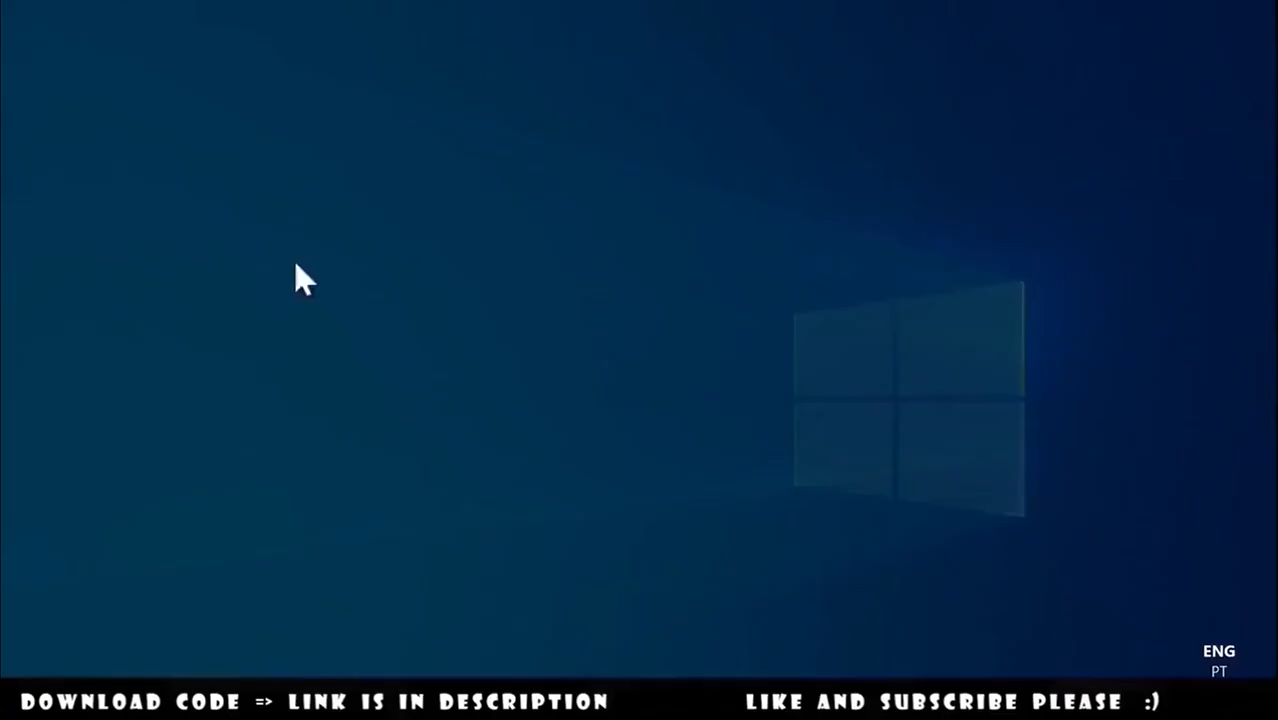 ENG
PT
DOWNLOAD CODE => LINK IS IN DESCRIPTION LIKE AND SUBSCRIBE PLEASE :)